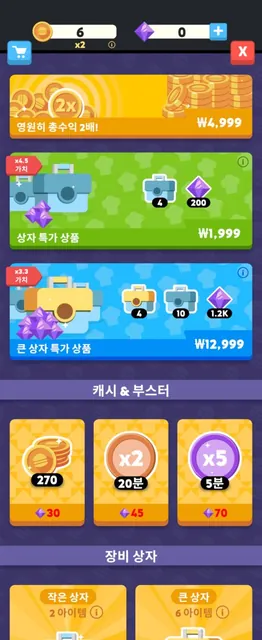 6
x2
0
X
2x
영원히 총수익 2배!
₩4,999
x4.5
가치
4
200
상자 특가 상품
₩1,999
x3.3
가치
4
10
1.2K
큰 상자 특가 상품
₩12,999
캐시 & 부스터
270
x2
20분
x5
5분
30
45
70
장비 상자
작은 상자
2 아이템
큰 상자
6 아이템